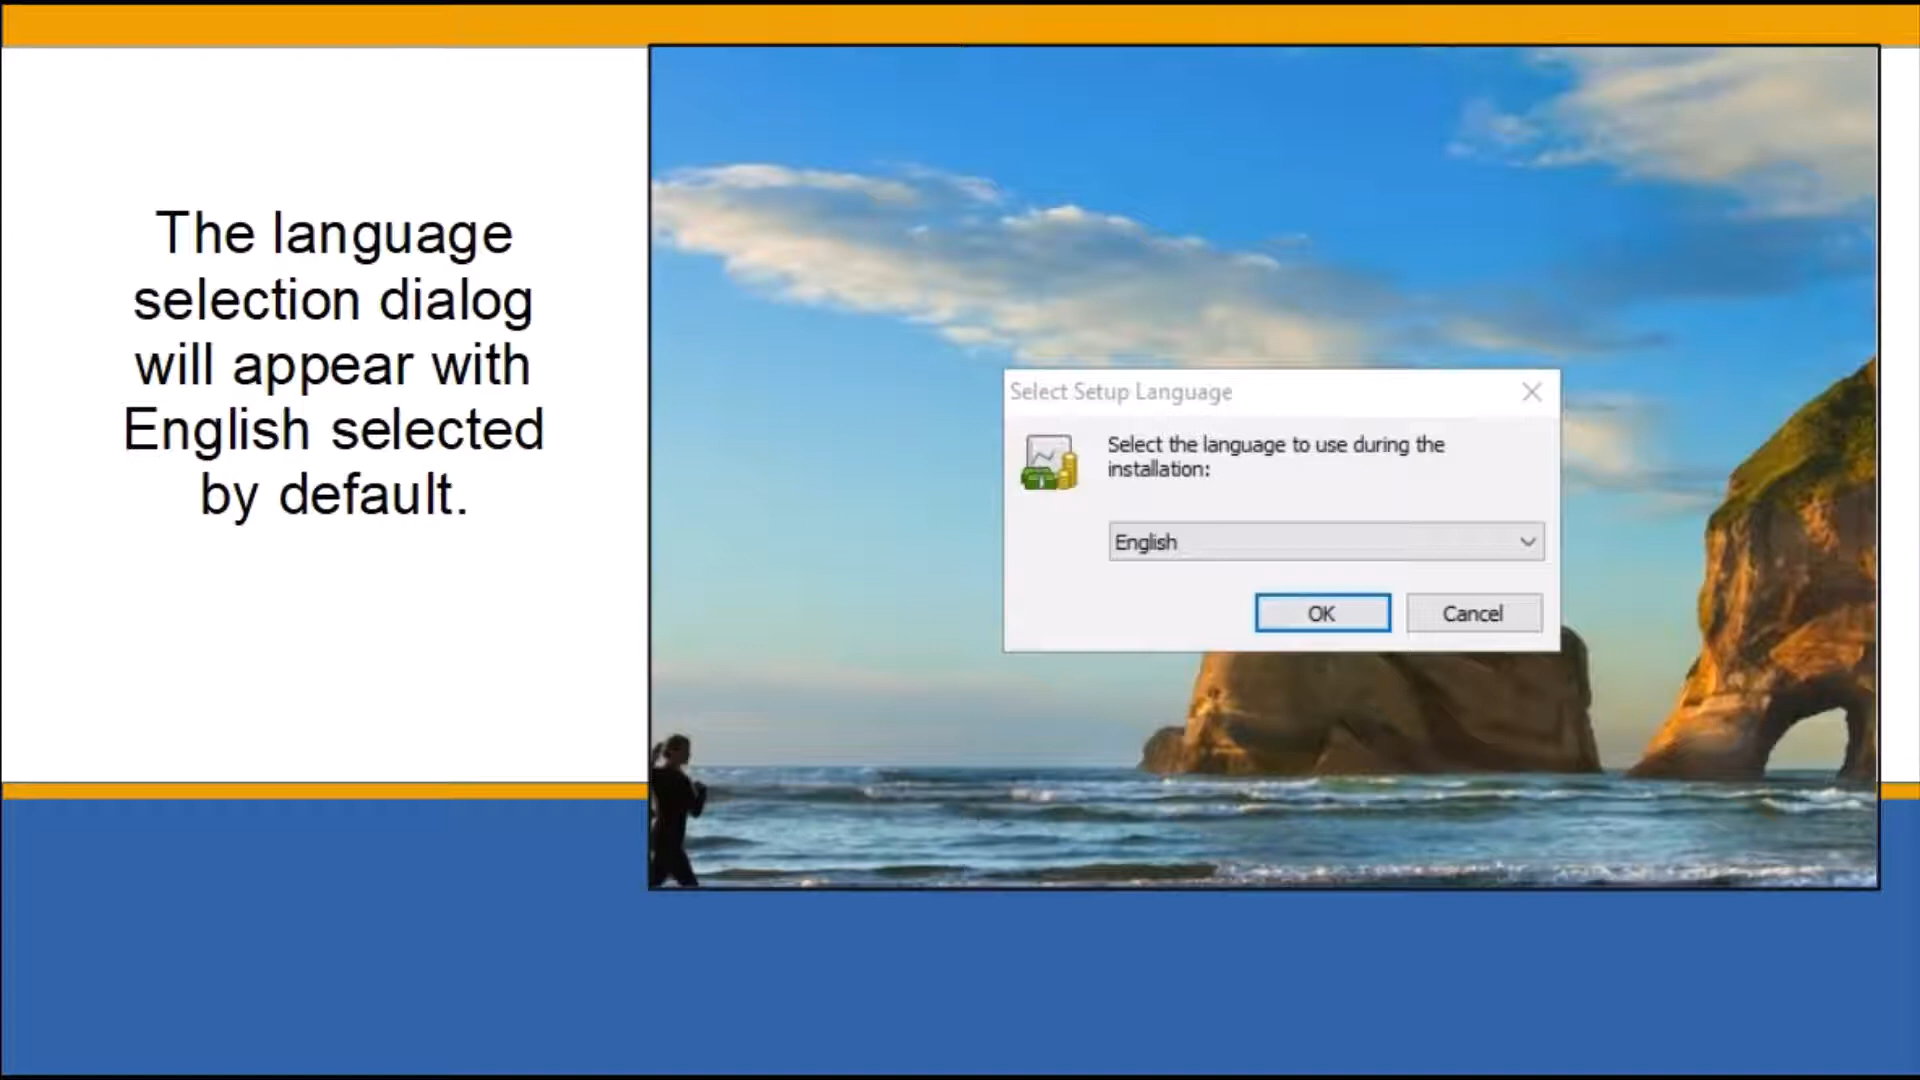 The language
selection dialog
will appear with
English selected
by default.
Select Setup Language
Select the language to use during the
installation:
English
OK
Cancel